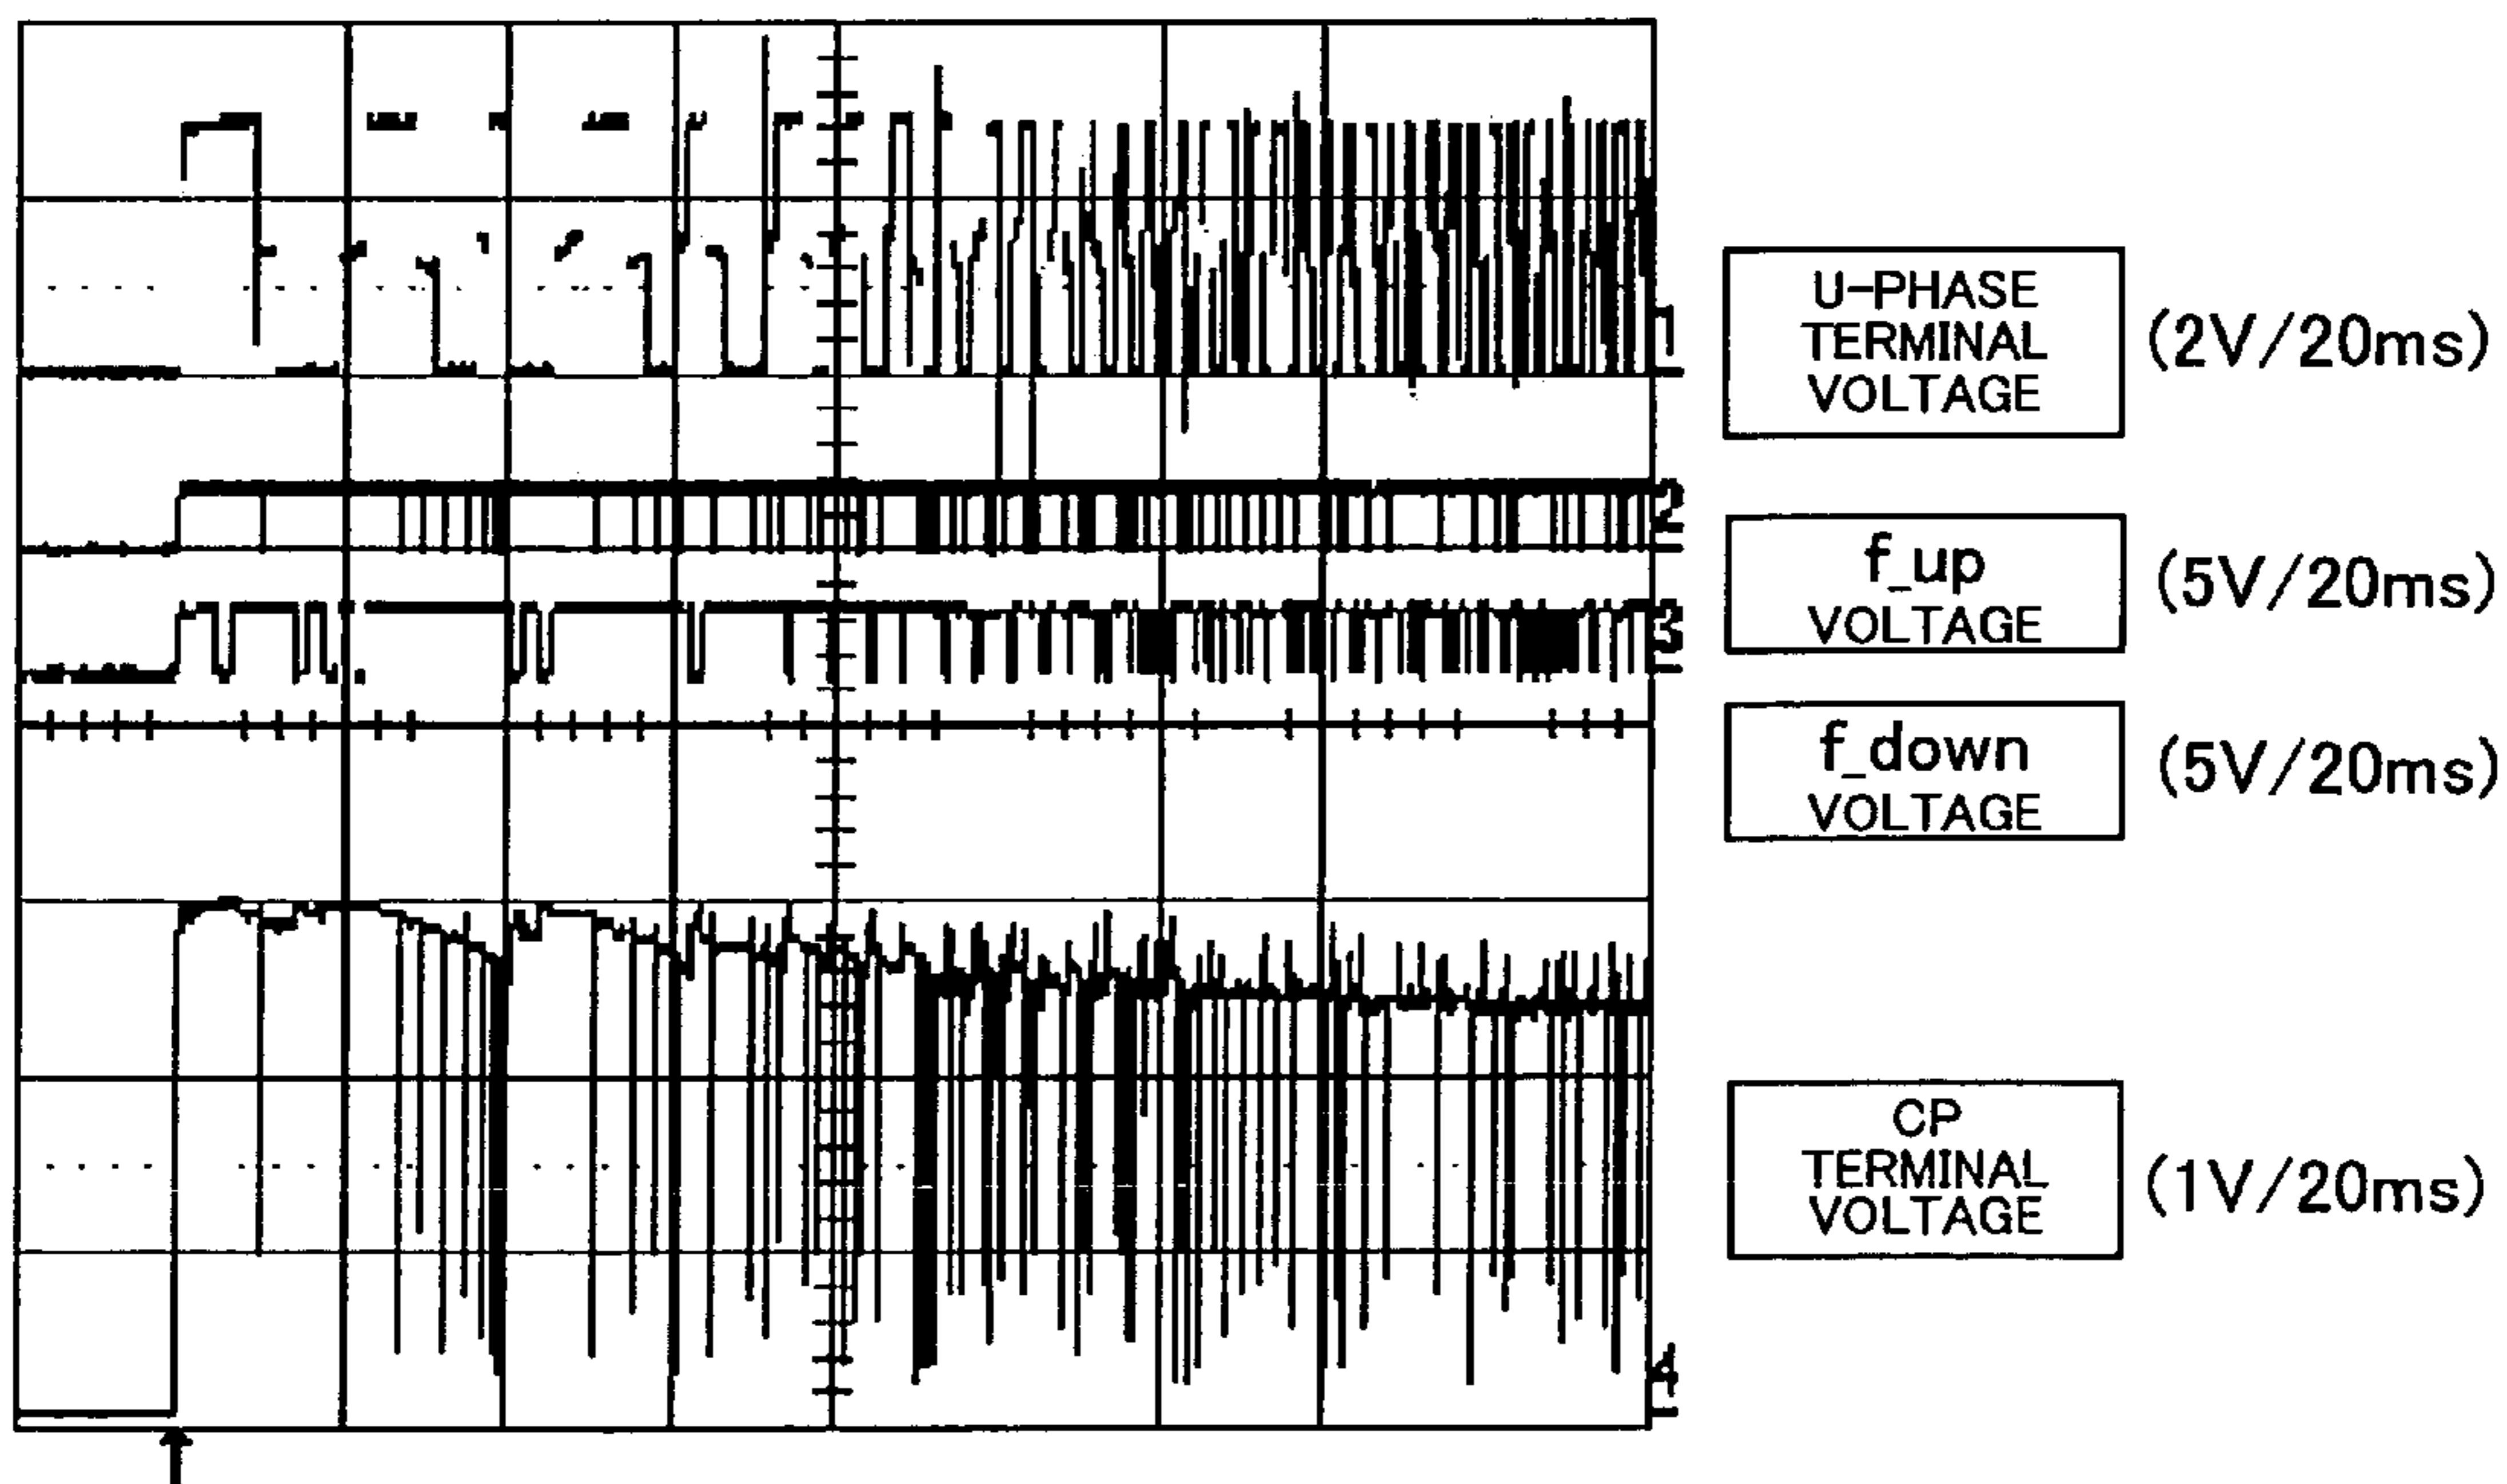 1
U-PHASE
TERMINAL
VOLTAGE
(2V/20ms)
2
f_up
VOLTAGE
(5V/20ms)
3
f_down
VOLTAGE
(5V/20ms)
CP
TERMINAL
VOLTAGE
(1V/20ms)
4